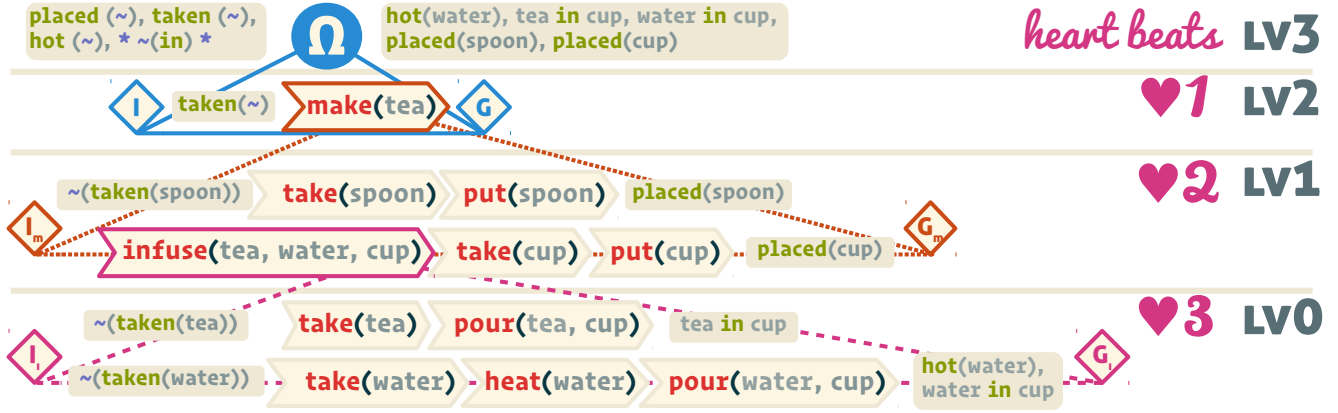 placed (~), taken (~),
hot (~), * ~(in) *
Ω
hot(water), tea in cup, water in cup,
placed(spoon), placed(cup)
heart beats LV3
I taken(~) make(tea) G ♥1 LV2
~(taken(spoon)) take(spoon) put(spoon) placed(spoon) ♥2 LV1
Im infuse(tea, water, cup) take(cup) put(cup) placed(cup) Gm
~(taken(tea)) take(tea) pour(tea, cup) tea in cup ♥3 LV0
Ii Gi
~(taken(water)) take(water) heat(water) pour(water, cup)
hot(water),
water in cup